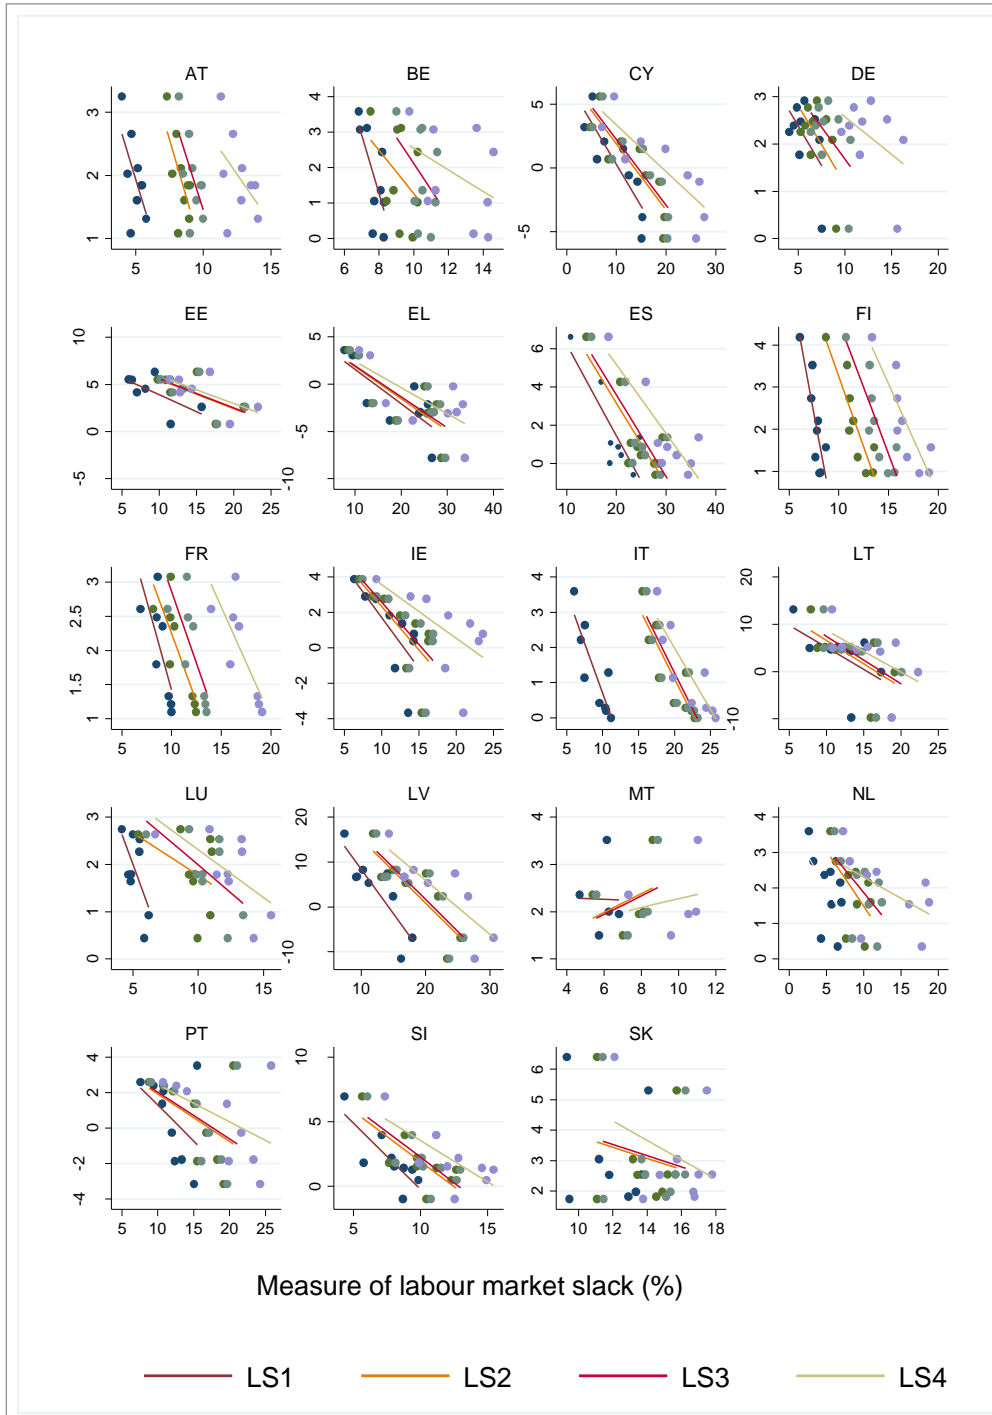 AT BE CY DE
3 2 1
5 10 15
4 3 2 1 0
6 8 10 12 14
5 0 -5
0 10 20 30
3 2 1 0
5 10 15 20
EE EL ES FI
10 5 0 -5
5 10 15 20 25
5 0 -5 -10
10 20 30 40
6 4 2 0
10 20 30 40
4 3 2 1
5 10 15 20
FR IE IT LT
3 2.5 2 1.5 1
5 10 15 20
4 2 0 -2 -4
5 10 15 20 25
4 3 2 1 0
5 10 15 20 25
20 10 0 -10
5 10 15 20 25
LU LV MT NL
3 2 1 0
5 10 15
20 10 0 -10
10 20 30
4 3 2 1
4 6 8 10 12
4 3 2 1 0
0 5 10 15 20
PT SI SK
4 2 0 -2 -4
5 10 15 20 25
10 5 0
5 10 15
6 5 4 3 2
10 12 14 16 18
Measure of labour market slack (%)
LS1 LS2 LS3 LS4